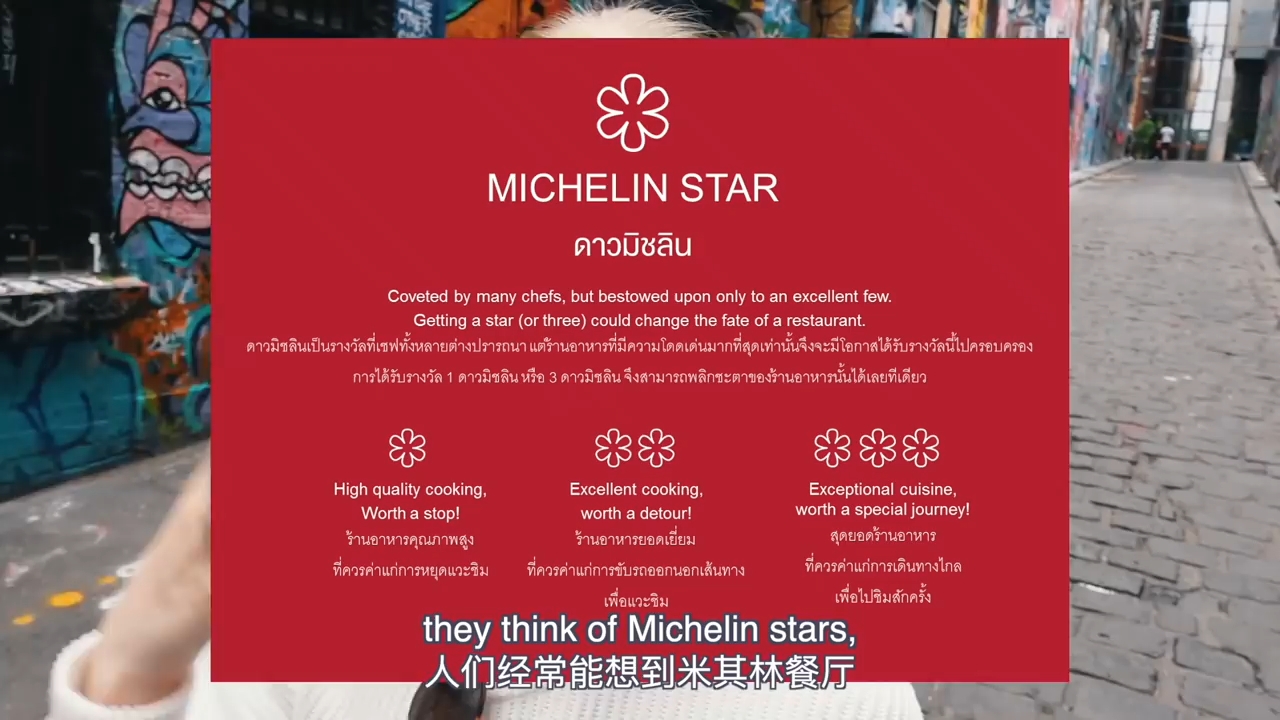 MICHELIN STAR
ดาวมิชลิน
Coveted by many chefs, but bestowed upon only to an excellent few.
Getting a star (or three) could change the fate of a restaurant.
ดาวมิชลินเป็นรางวัลที่เชฟทั้งหลายต่างปรารถนา แต่ร้านอาหารที่มีความโดดเด่นมากที่สุดเท่านั้นจึงจะมีโอกาสได้รับรางวัลนี้ไปครอบครอง
การได้รับรางวัล 1 ดาวมิชลิน หรือ 3 ดาวมิชลิน จึงสามารถพลิกชะตาของร้านอาหารนั้นได้เลยทีเดียว
High quality cooking,
Worth a stop!
ร้านอาหารคุณภาพสูง
ที่ควรค่าแก่การหยุดแวะชิม
Excellent cooking,
worth a detour!
ร้านอาหารยอดเยี่ยม
ที่ควรค่าแก่การขับรถออกนอกเส้นทาง
เพื่อแวะชิม
Exceptional cuisine,
worth a special journey!
สุดยอดร้านอาหาร
ที่ควรค่าแก่การเดินทางไกล
เพื่อไปชิมสักครั้ง
they think of Michelin stars,
人们经常能想到米其林餐厅